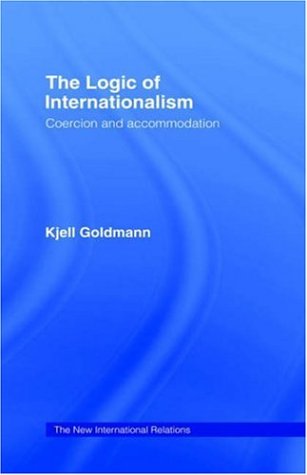 The Logic of
Internationalism
Coercion and accommodation
Kjell Goldmann
The New International Relations